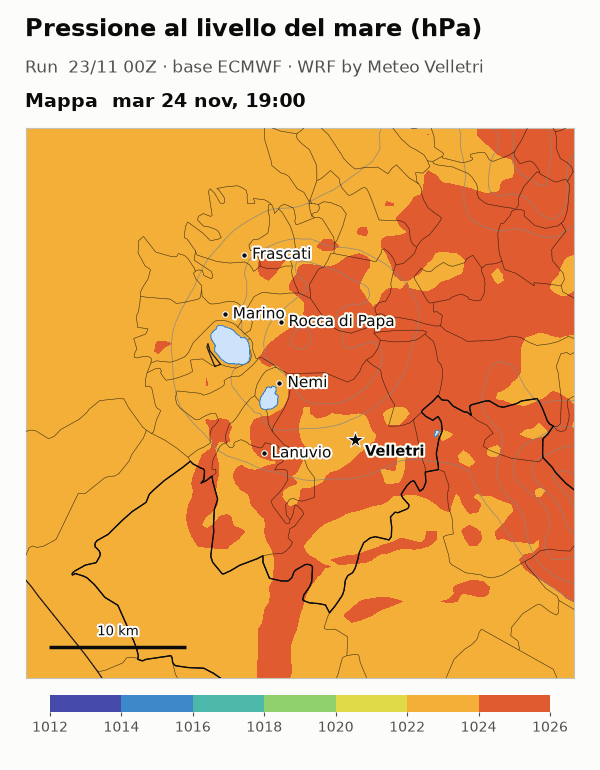 Pressione al livello del mare (hPa)
Run  23/11 00Z · base ECMWF · WRF by Meteo Velletri
Mappa  mar 24 nov, 19:00
Frascati
Marino
Rocca di Papa
Nemi
Velletri
Lanuvio
10 km
1012 1014 1016 1018 1020 1022 1024 1026